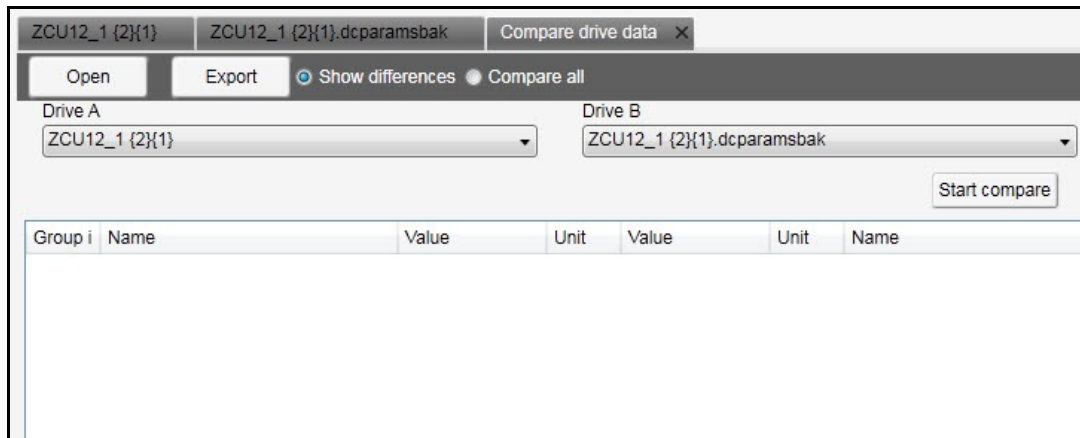 ZCU12_1 {2}{1} ZCU12_1 {2}{1}.dcparamsbak Compare drive data
Open Export Show differences Compare all
Drive A Drive B
ZCU12_1 {2}{1} ZCU12_1 {2}{1}.dcparamsbak
Start compare
Group i Name Value Unit Value Unit Name